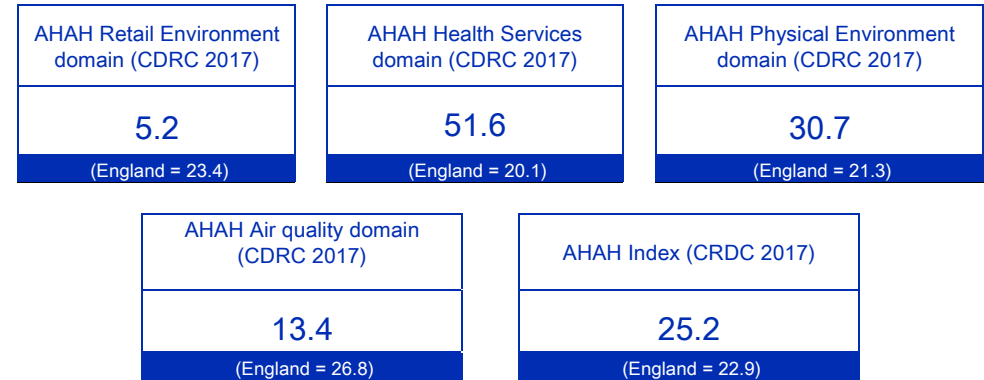 AHAH Retail Environment
domain (CDRC 2017)
5.2
(England = 23.4)
AHAH Health Services
domain (CDRC 2017)
51.6
(England = 20.1)
AHAH Physical Environment
domain (CDRC 2017)
30.7
(England = 21.3)
AHAH Air quality domain
(CDRC 2017)
13.4
(England = 26.8)
AHAH Index (CRDC 2017)
25.2
(England = 22.9)